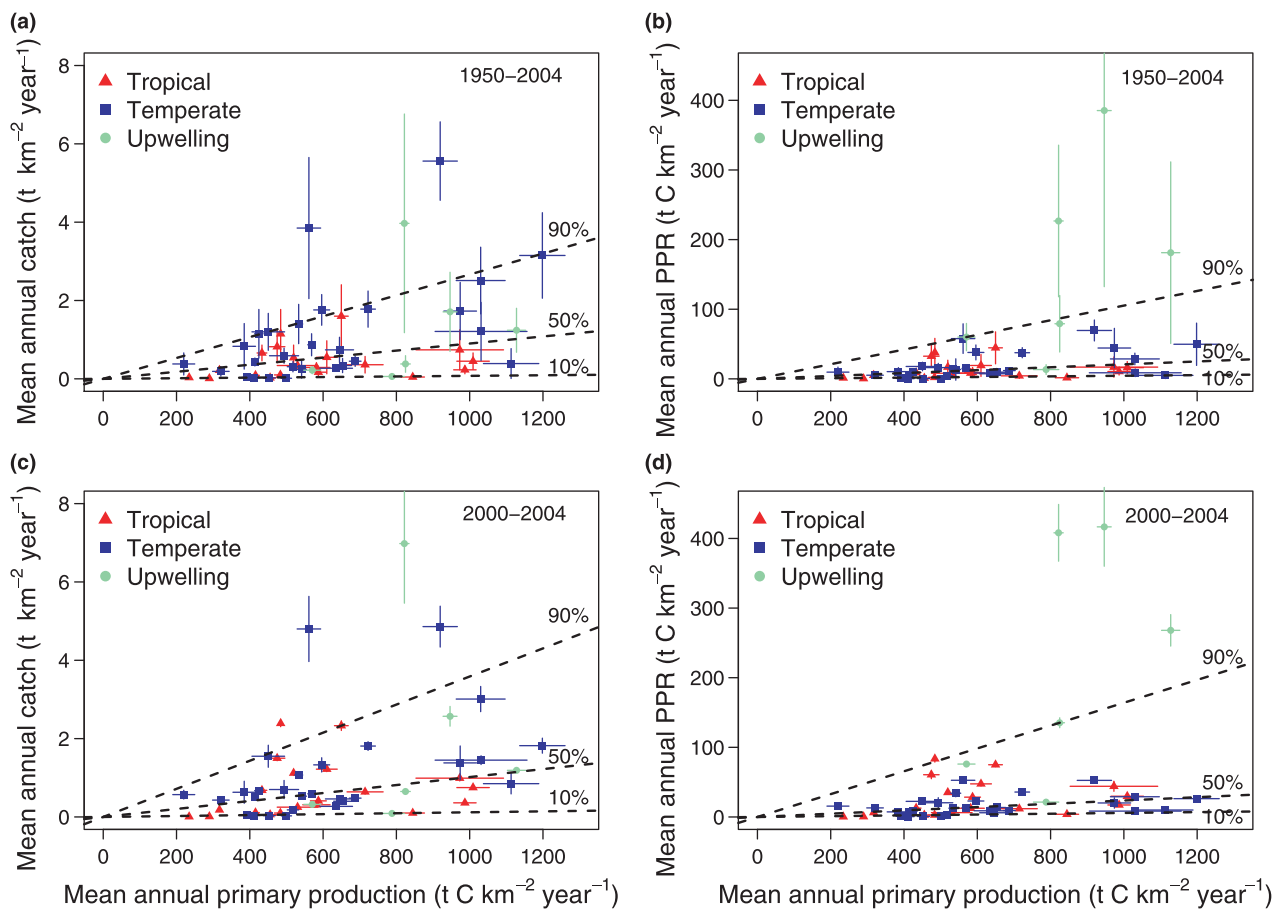 (a)
Mean annual catch (t km⁻² year⁻¹)
8
6
4
2
0
Tropical
Temperate
Upwelling
1950–2004
90%
50%
10%
0 200 400 600 800 1000 1200
(b)
Mean annual PPR (t C km⁻² year⁻¹)
400
300
200
100
0
Tropical
Temperate
Upwelling
1950–2004
90%
50%
10%
0 200 400 600 800 1000 1200
(c)
Mean annual catch (t km⁻² year⁻¹)
8
6
4
2
0
Tropical
Temperate
Upwelling
2000–2004
90%
50%
10%
0 200 400 600 800 1000 1200
Mean annual primary production (t C km⁻² year⁻¹)
(d)
Mean annual PPR (t C km⁻² year⁻¹)
400
300
200
100
0
Tropical
Temperate
Upwelling
2000–2004
90%
50%
10%
0 200 400 600 800 1000 1200
Mean annual primary production (t C km⁻² year⁻¹)